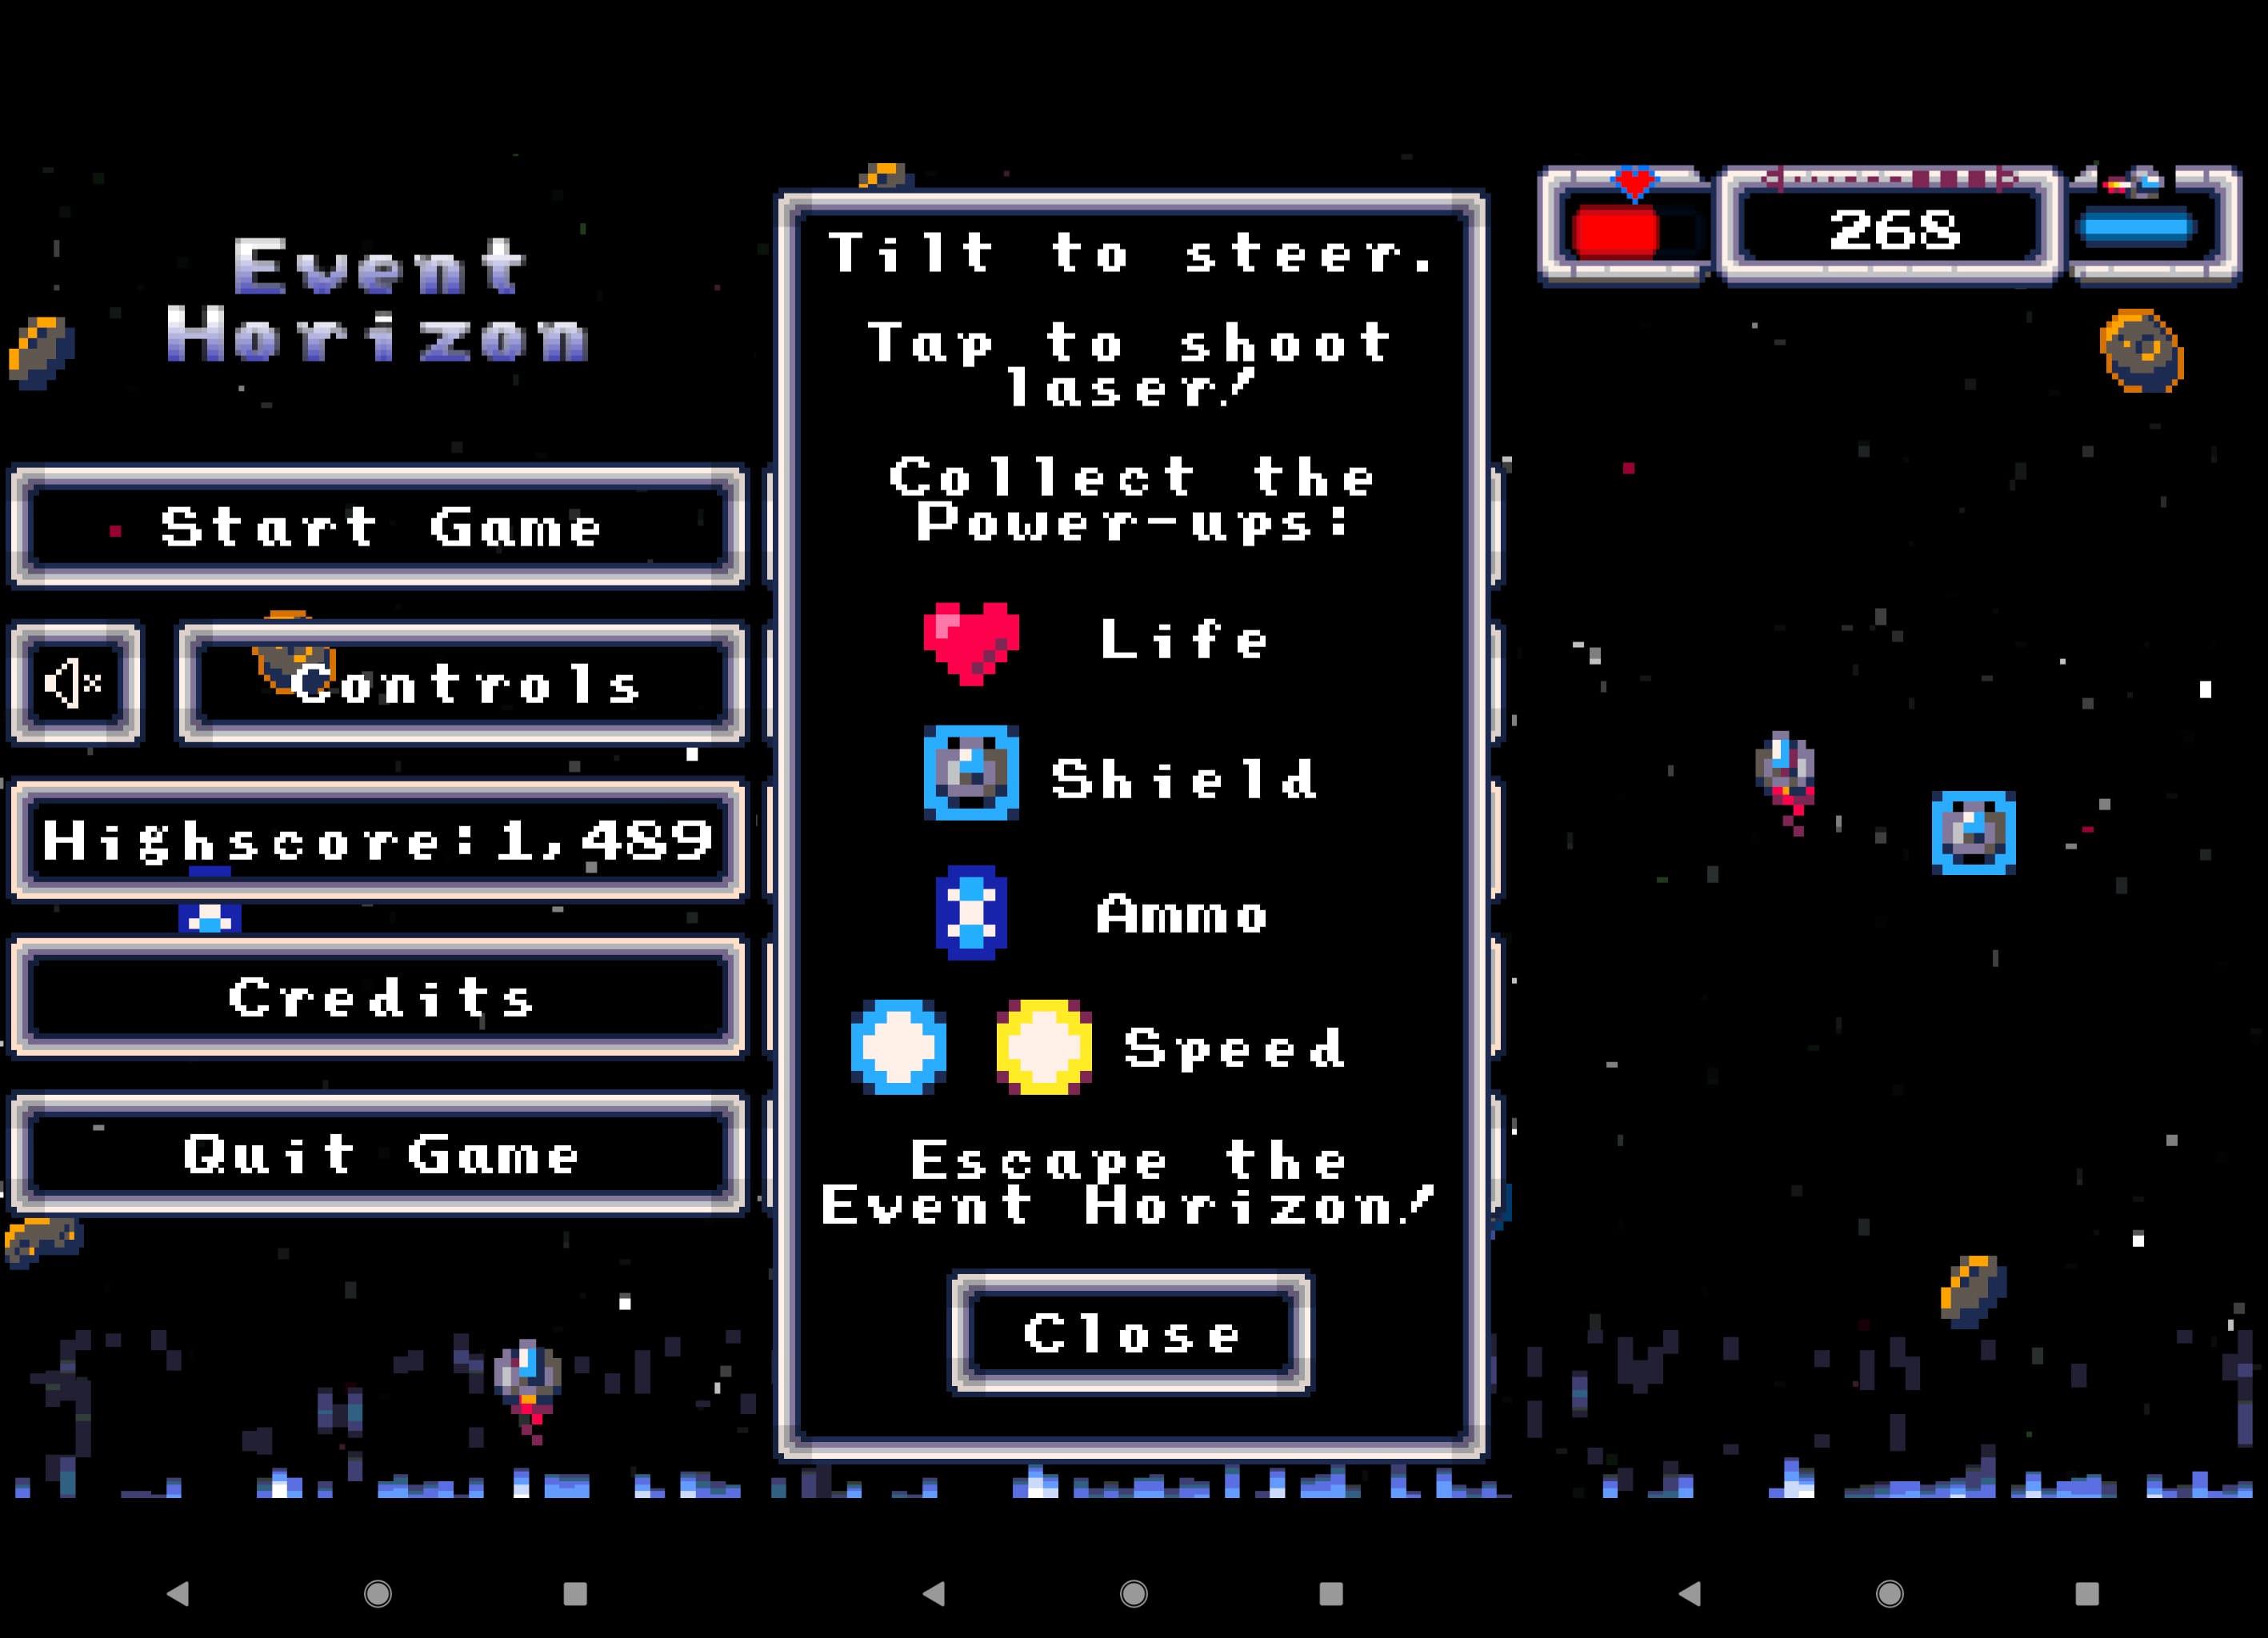 Event
Horizon
Start Game
Controls
Highscore:1,489
Credits
Quit Game
Tilt to steer.
Tap to shoot
laser!
Collect the
Power-ups:
Life
Shield
Ammo
Speed
Escape the
Event Horizon!
Close
268